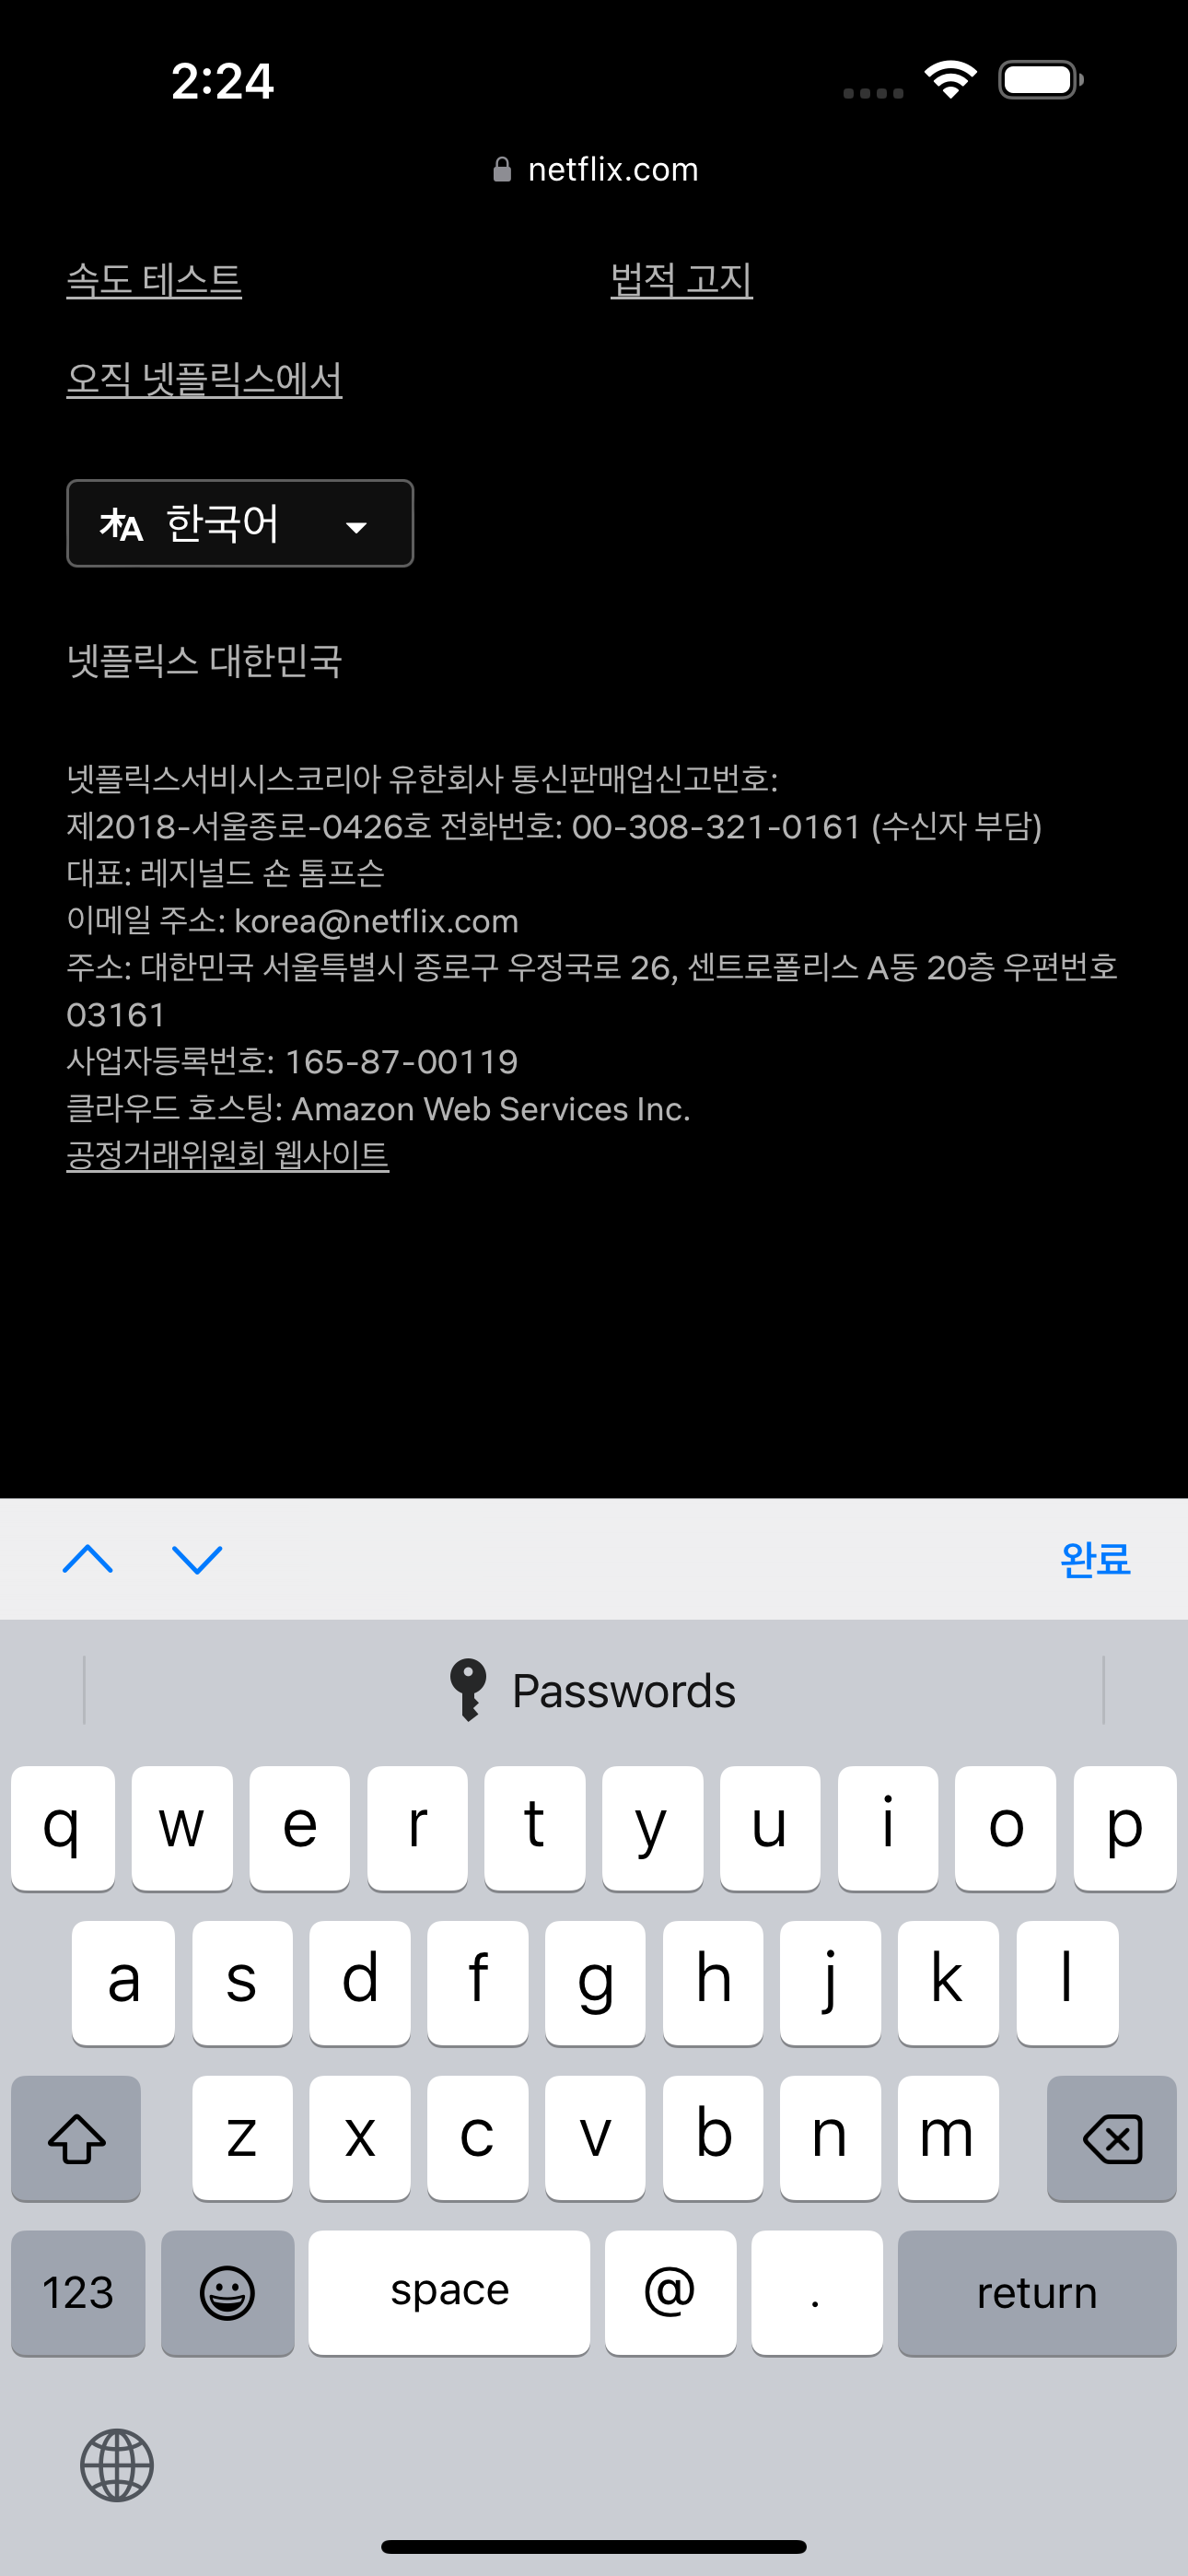 2:24
netflix.com
속도 테스트 법적 고지
오직 넷플릭스에서
한국어
넷플릭스 대한민국
넷플릭스서비시스코리아 유한회사 통신판매업신고번호:
제2018-서울종로-0426호 전화번호: 00-308-321-0161 (수신자 부담)
대표: 레지널드 숀 톰프슨
이메일 주소: korea@netflix.com
주소: 대한민국 서울특별시 종로구 우정국로 26, 센트로폴리스 A동 20층 우편번호
03161
사업자등록번호: 165-87-00119
클라우드 호스팅: Amazon Web Services Inc.
공정거래위원회 웹사이트
완료
Passwords
q w e r t y u i o p
a s d f g h j k l
z x c v b n m
123 space @ . return